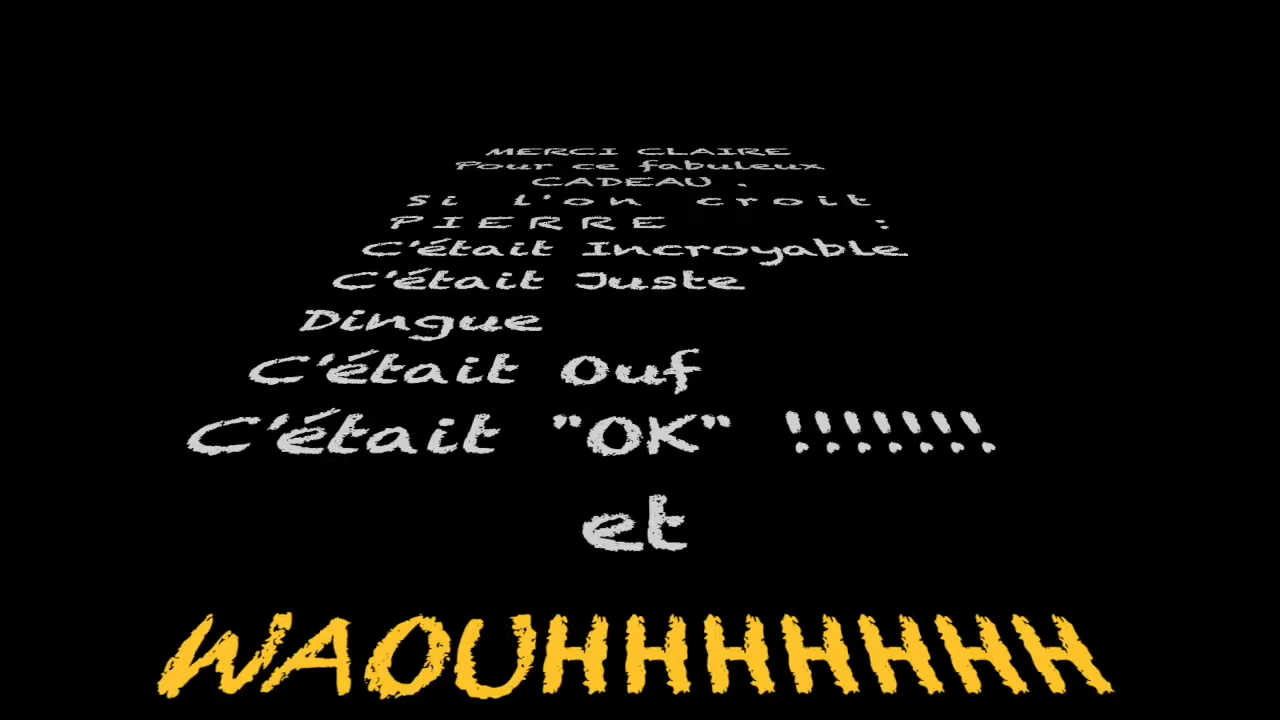 MERCI CLAIRE
Pour ce fabuleux
CADEAU .
Si l'on croit
PIERRE :
C'était Incroyable
C'était Juste
Dingue
C'était Ouf
C'était "OK" !!!!!!!
et
WAOUHHHHHHH